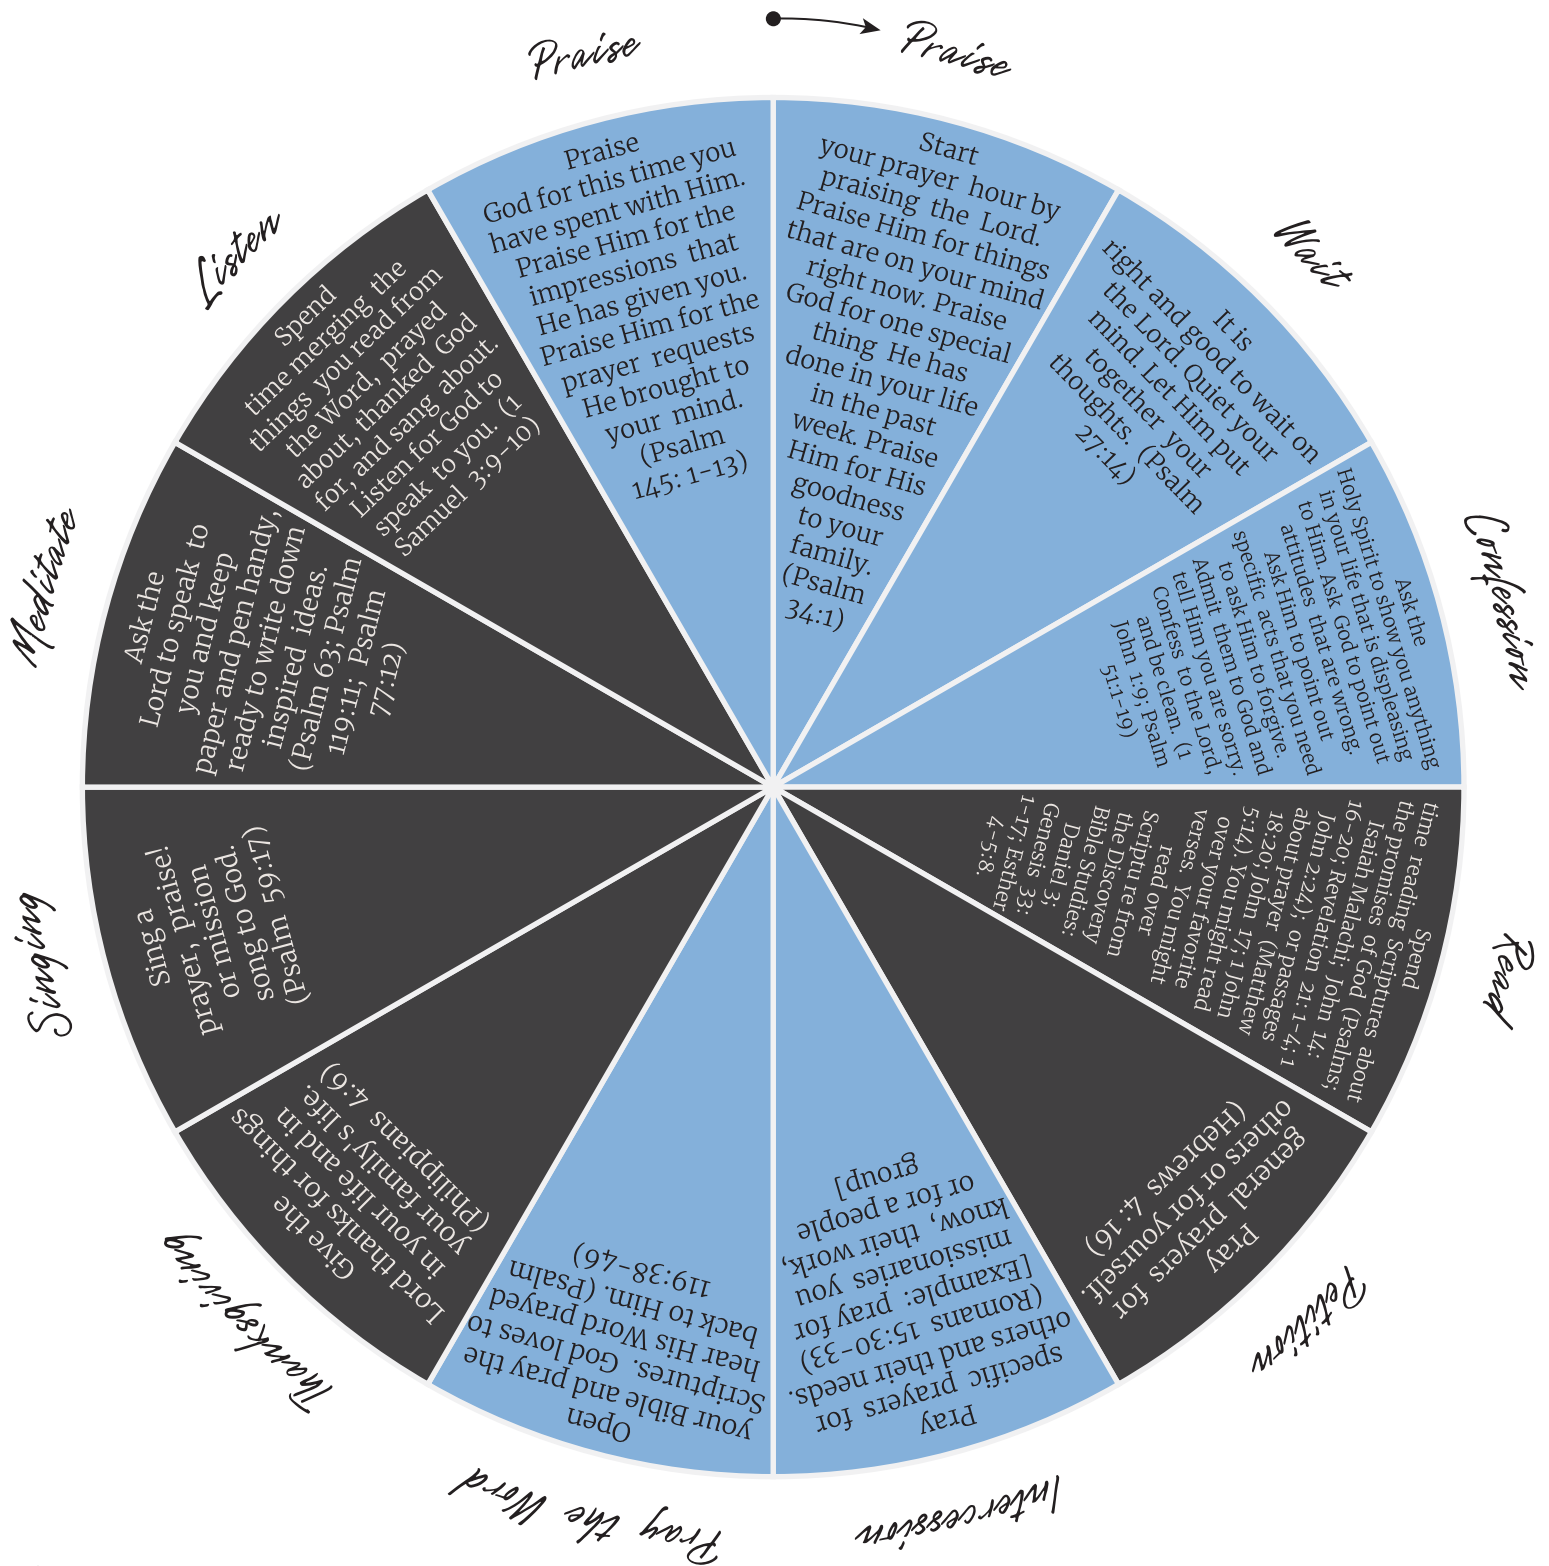 Praise
Start
your prayer hour by
praising the Lord.
Praise Him for things
that are on your mind
right now. Praise
God for one special
thing He has
done in your life
in the past
week. Praise
Him for His
goodness
to your
family.
(Psalm
34:1)
Wait
It is
right and good to wait on
the Lord. Quiet your
mind. Let Him put
together your
thoughts. (Psalm
27:14)
Confession
Ask the
Holy Spirit to show you anything
in your life that is displeasing
to Him. Ask God to point out
attitudes that are wrong.
Ask Him to point out
specific acts that you need
to ask Him to forgive.
Admit them to God and
tell Him you are sorry.
Confess to the Lord,
and be clean. (1
John 1:9; Psalm
51:1-19)
Read
Spend
time reading Scriptures about
the promises of God (Psalms;
Isaiah Malachi; John 14:
16-20; Revelation 21: 1-4; 1
John 2:24); or passages
about prayer (Matthew
18:20; John 17; 1 John
5:14). You might read
over your favorite
verses. You might
read over
Scripture from
the Discovery
Bible Studies:
Daniel 3;
Genesis 33:
1-17; Esther
4-5:8.
Petition
Pray
general prayers for
others or for yourself.
(Hebrews 4: 16)
Intercession
Pray
specific prayers for
others and their needs.
(Romans 15:30-33)
[Example: pray for
missionaries you
know, their work,
or for a people
group]
Pray the Word
Open
your Bible and pray the
Scriptures. God loves to
hear His Word prayed
back to Him. (Psalm
119:38-46)
Thanksgiving
Give the
Lord thanks for things
in your life and in
your family's life.
(Philippians 4:6)
Singing
Sing a
prayer, praise!
or mission
song to God.
(Psalm 59:17)
Meditate
Ask the
Lord to speak to
you and keep
paper and pen handy,
ready to write down
inspired ideas.
(Psalm 63; Psalm
119:11; Psalm
77:12)
Listen
Spend
time merging the
things you read from
the Word, prayed
about, thanked God
for, and sang about.
Listen for God to
speak to you. (1
Samuel 3:9-10)
Praise
Praise
God for this time you
have spent with Him.
Praise Him for the
impressions that
He has given you.
Praise Him for the
prayer requests
He brought to
your mind.
(Psalm
145: 1-13)